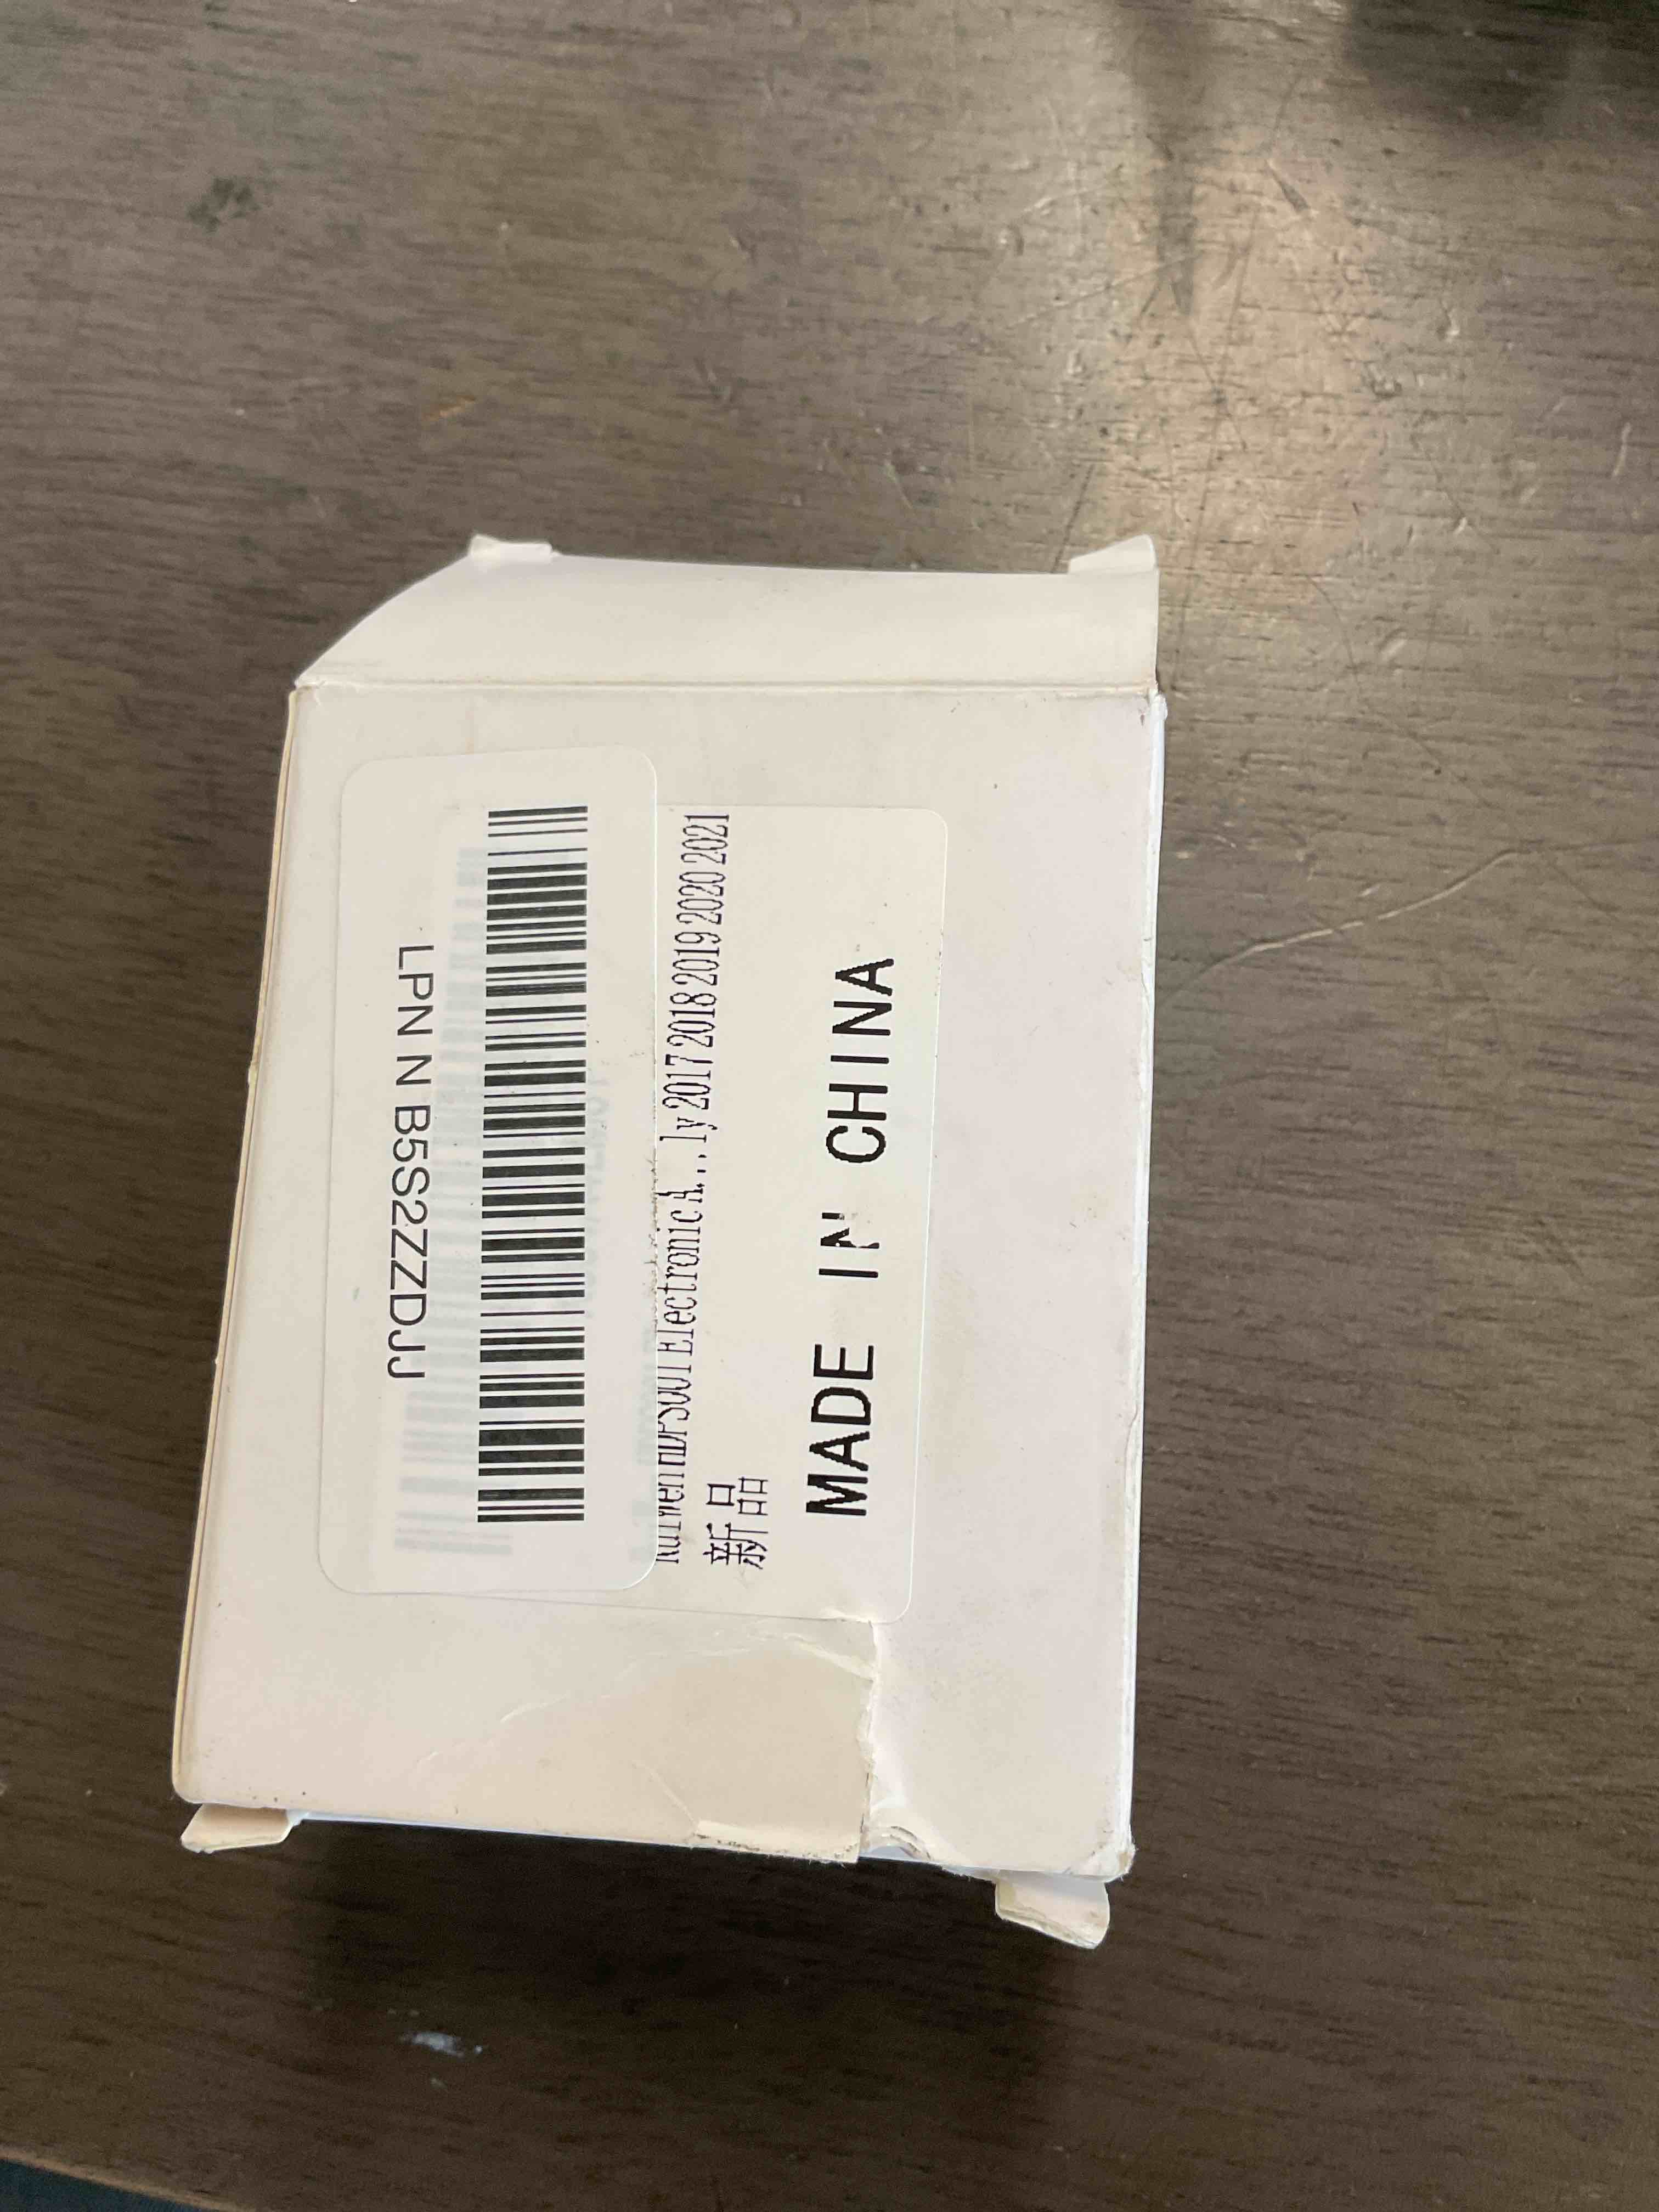 LPN N B5S2ZZDJJ
Electronic A...ly 2017 2018 2019 2020 2021
新品
MADE IN CHINA